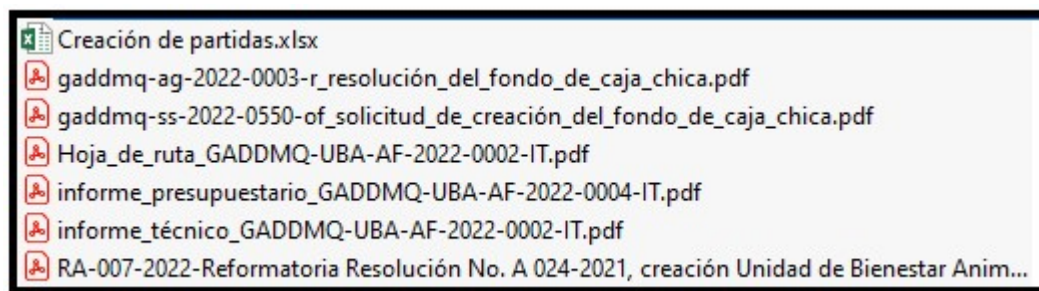 Creación de partidas.xlsx
gaddmq-ag-2022-0003-r_resolución_del_fondo_de_caja_chica.pdf
gaddmq-ss-2022-0550-of_solicitud_de_creación_del_fondo_de_caja_chica.pdf
Hoja_de_ruta_GADDMQ-UBA-AF-2022-0002-IT.pdf
informe_presupuestario_GADDMQ-UBA-AF-2022-0004-IT.pdf
informe_técnico_GADDMQ-UBA-AF-2022-0002-IT.pdf
RA-007-2022-Reformatoria Resolución No. A 024-2021, creación Unidad de Bienestar Anim...